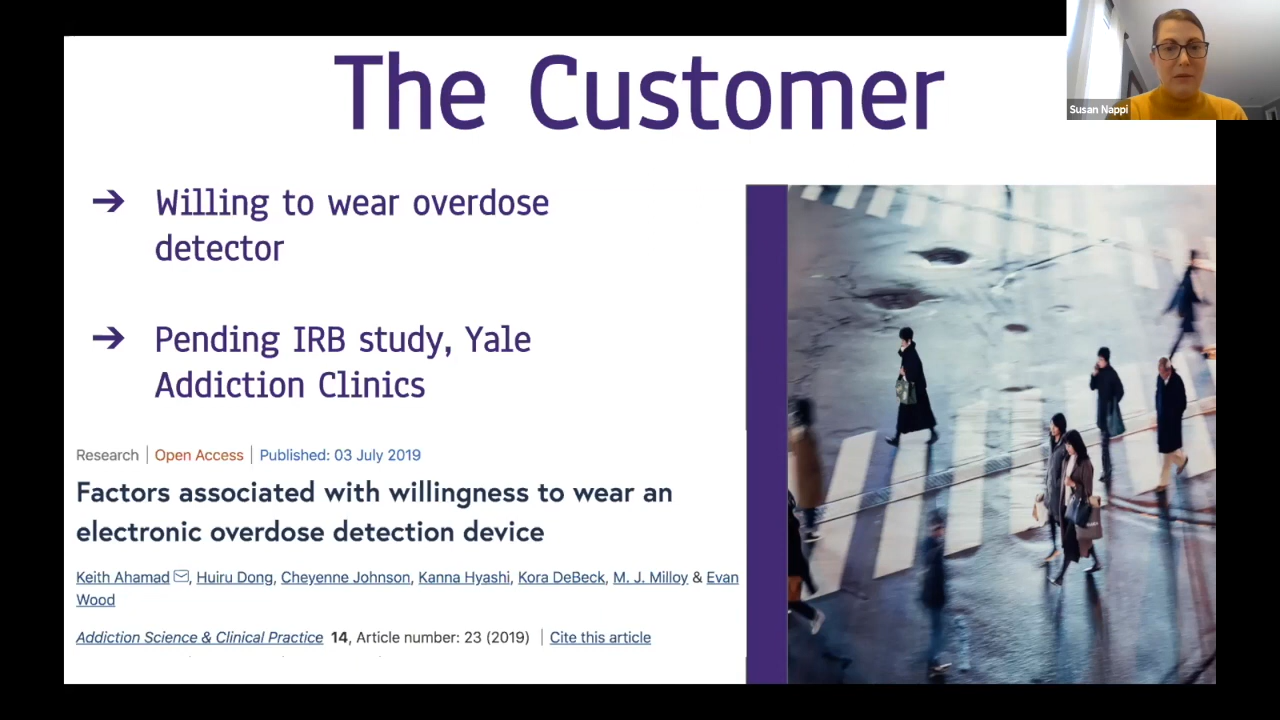 The Customer
Susan Nappi
➔ Willing to wear overdose
detector
➔ Pending IRB study, Yale
Addiction Clinics
Research | Open Access | Published: 03 July 2019
Factors associated with willingness to wear an
electronic overdose detection device
Keith Ahamad, Huiru Dong, Cheyenne Johnson, Kanna Hyashi, Kora DeBeck, M. J. Milloy & Evan
Wood
Addiction Science & Clinical Practice 14, Article number: 23 (2019) | Cite this article